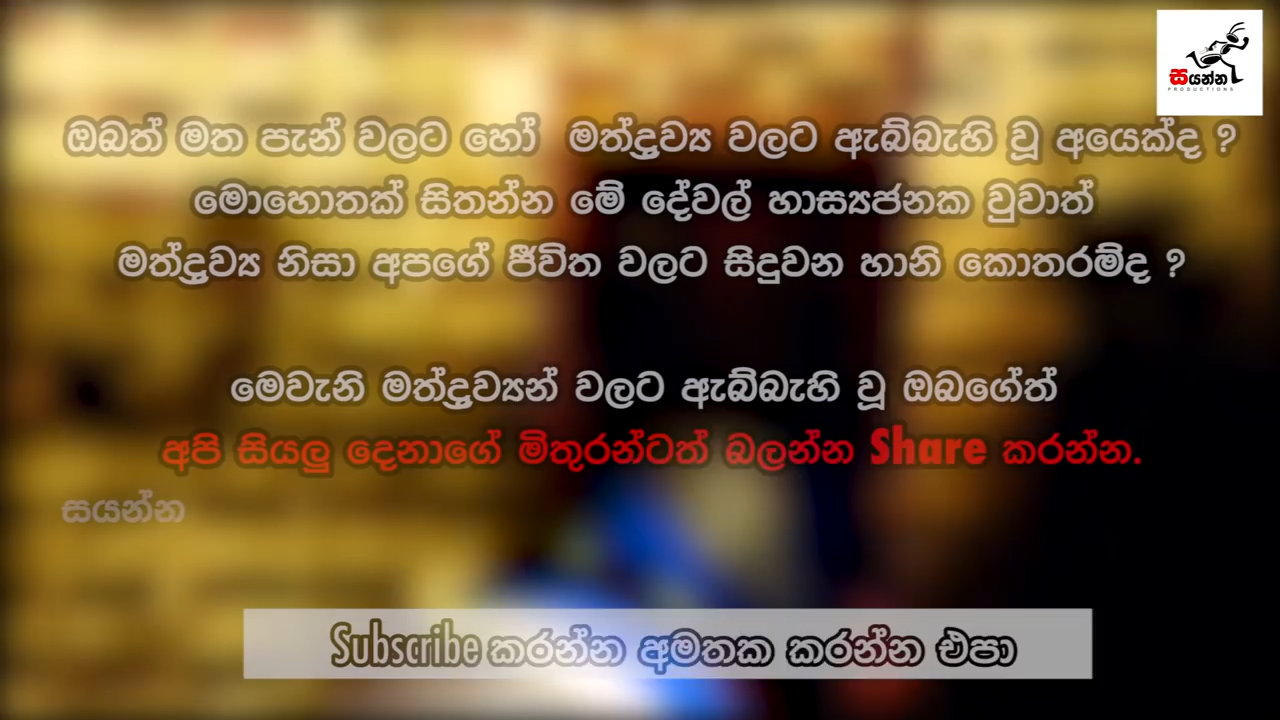 සයන්න
PRODUCTIONS
ඔබත් මත පැන් වලට හෝ මත්ද්‍රව්‍ය වලට ඇබ්බැහි වූ අයෙක්ද ?
මොහොතක් සිතන්න මේ දේවල් හාස්‍යජනක වුවාත්
මත්ද්‍රව්‍ය නිසා අපගේ ජීවිත වලට සිදුවන හානි කොතරම්ද ?
මෙවැනි මත්ද්‍රව්‍යන් වලට ඇබ්බැහි වූ ඔබගේත්
අපි සියලු දෙනාගේ මිතුරන්ටත් බලන්න Share කරන්න.
සයන්න
Subscribe කරන්න අමතක කරන්න එපා